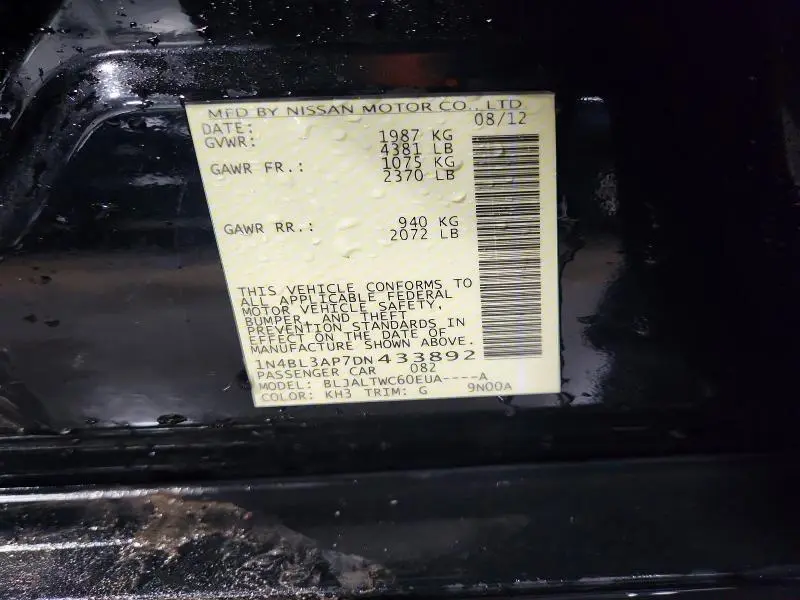 MFD BY NISSAN MOTOR CO., LTD
DATE: 08/12
GVWR: 1987 KG
4381 LB
GAWR FR.: 1075 KG
2370 LB
GAWR RR.: 940 KG
2072 LB
THIS VEHICLE CONFORMS TO
ALL APPLICABLE FEDERAL
MOTOR VEHICLE SAFETY,
BUMPER, AND THEFT
PREVENTION STANDARDS IN
EFFECT ON THE DATE OF
MANUFACTURE SHOWN ABOVE.
1N4BL3AP7DN433892
PASSENGER CAR 082
MODEL: BLJALTWC60EUA----A
COLOR: KH3 TRIM: G 9N00A